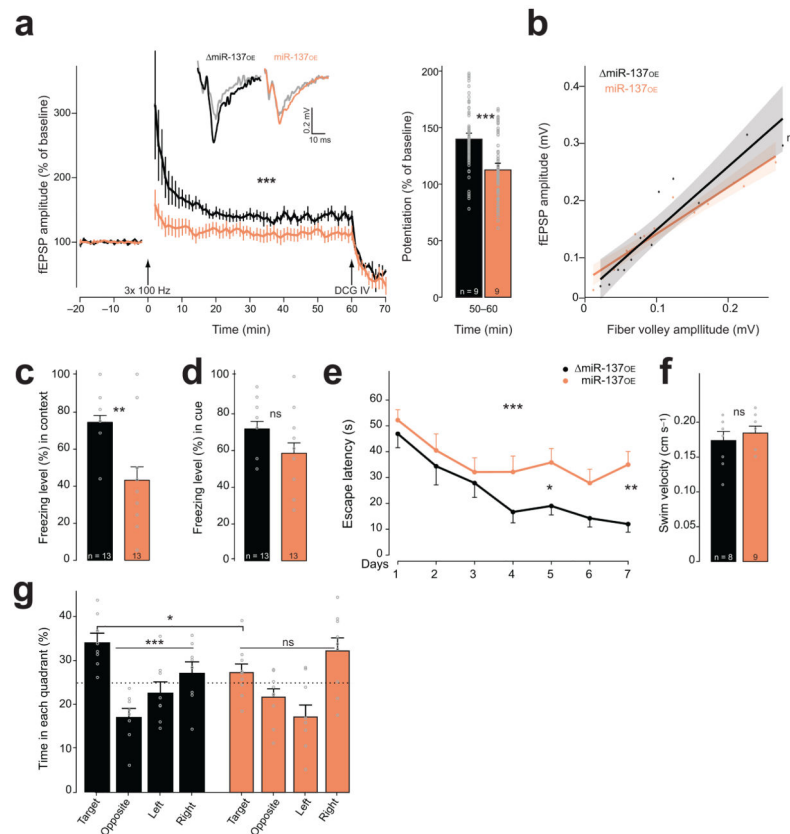 a
ΔmiR-137OE
miR-137OE
0.2 mV
10 ms
***
fEPSP amplitude (% of baseline)
300
200
100
3x 100 Hz
DCG IV
−20 −10 0 10 20 30 40 50 60 70
Time (min)
***
Potentiation (% of baseline)
200
150
100
50
0
n = 9
9
50–60
Time (min)
b
ΔmiR-137OE
miR-137OE
fEPSP amplitude (mV)
0.4
0.3
0.2
0.1
0
0 0.1 0.2
Fiber volley ampllitude (mV)
c
Freezing level (%) in context
100
80
60
40
20
0
**
n = 13
13
d
Freezing level (%) in cue
100
80
60
40
20
0
ns
n = 13
13
e
ΔmiR-137OE
miR-137OE
Escape latency (s)
60
50
40
30
20
10
0
***
*
**
Days
1 2 3 4 5 6 7
f
Swim velocity (cm s⁻¹)
0.20
0.15
0.10
0.05
0
ns
n = 8
9
g
Time in each quadrant (%)
40
30
20
10
0
*
***
ns
Target
Opposite
Left
Right
Target
Opposite
Left
Right